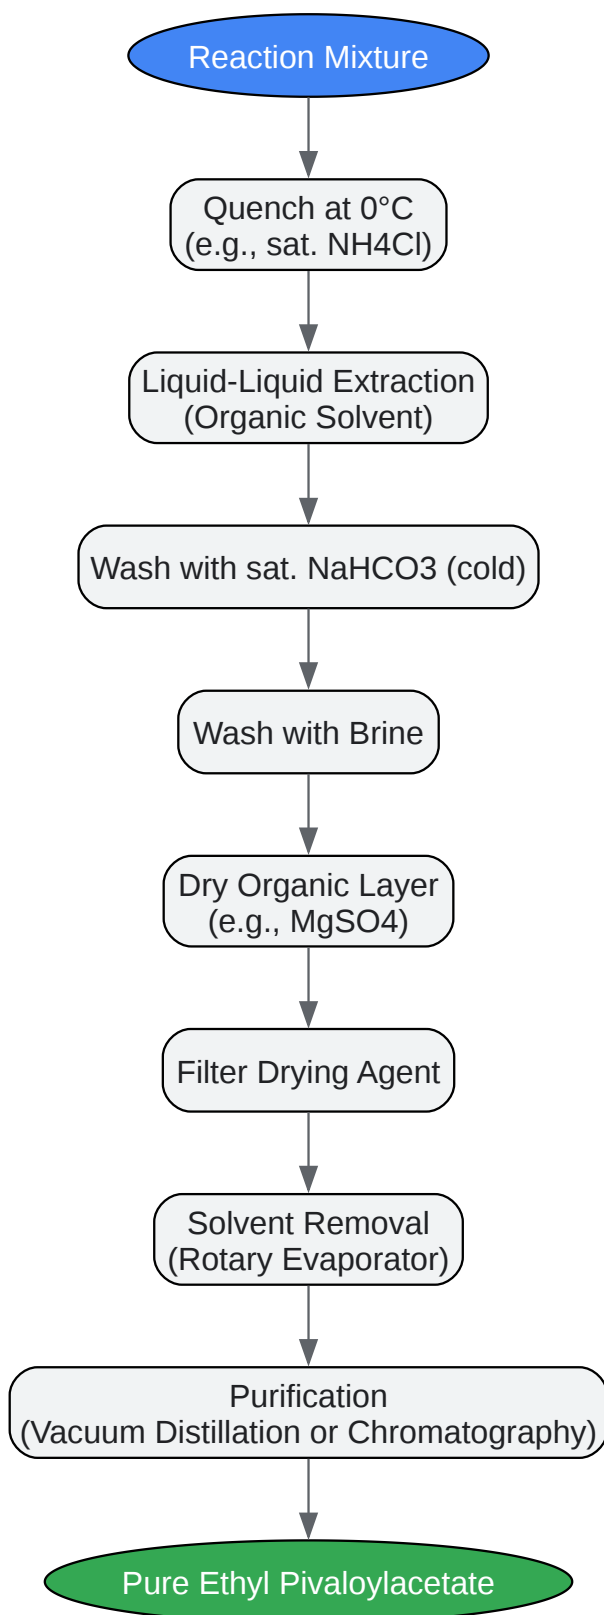 Reaction Mixture
Quench at 0°C
(e.g., sat. NH4Cl)
Liquid-Liquid Extraction
(Organic Solvent)
Wash with sat. NaHCO3 (cold)
Wash with Brine
Dry Organic Layer
(e.g., MgSO4)
Filter Drying Agent
Solvent Removal
(Rotary Evaporator)
Purification
(Vacuum Distillation or Chromatography)
Pure Ethyl Pivaloylacetate